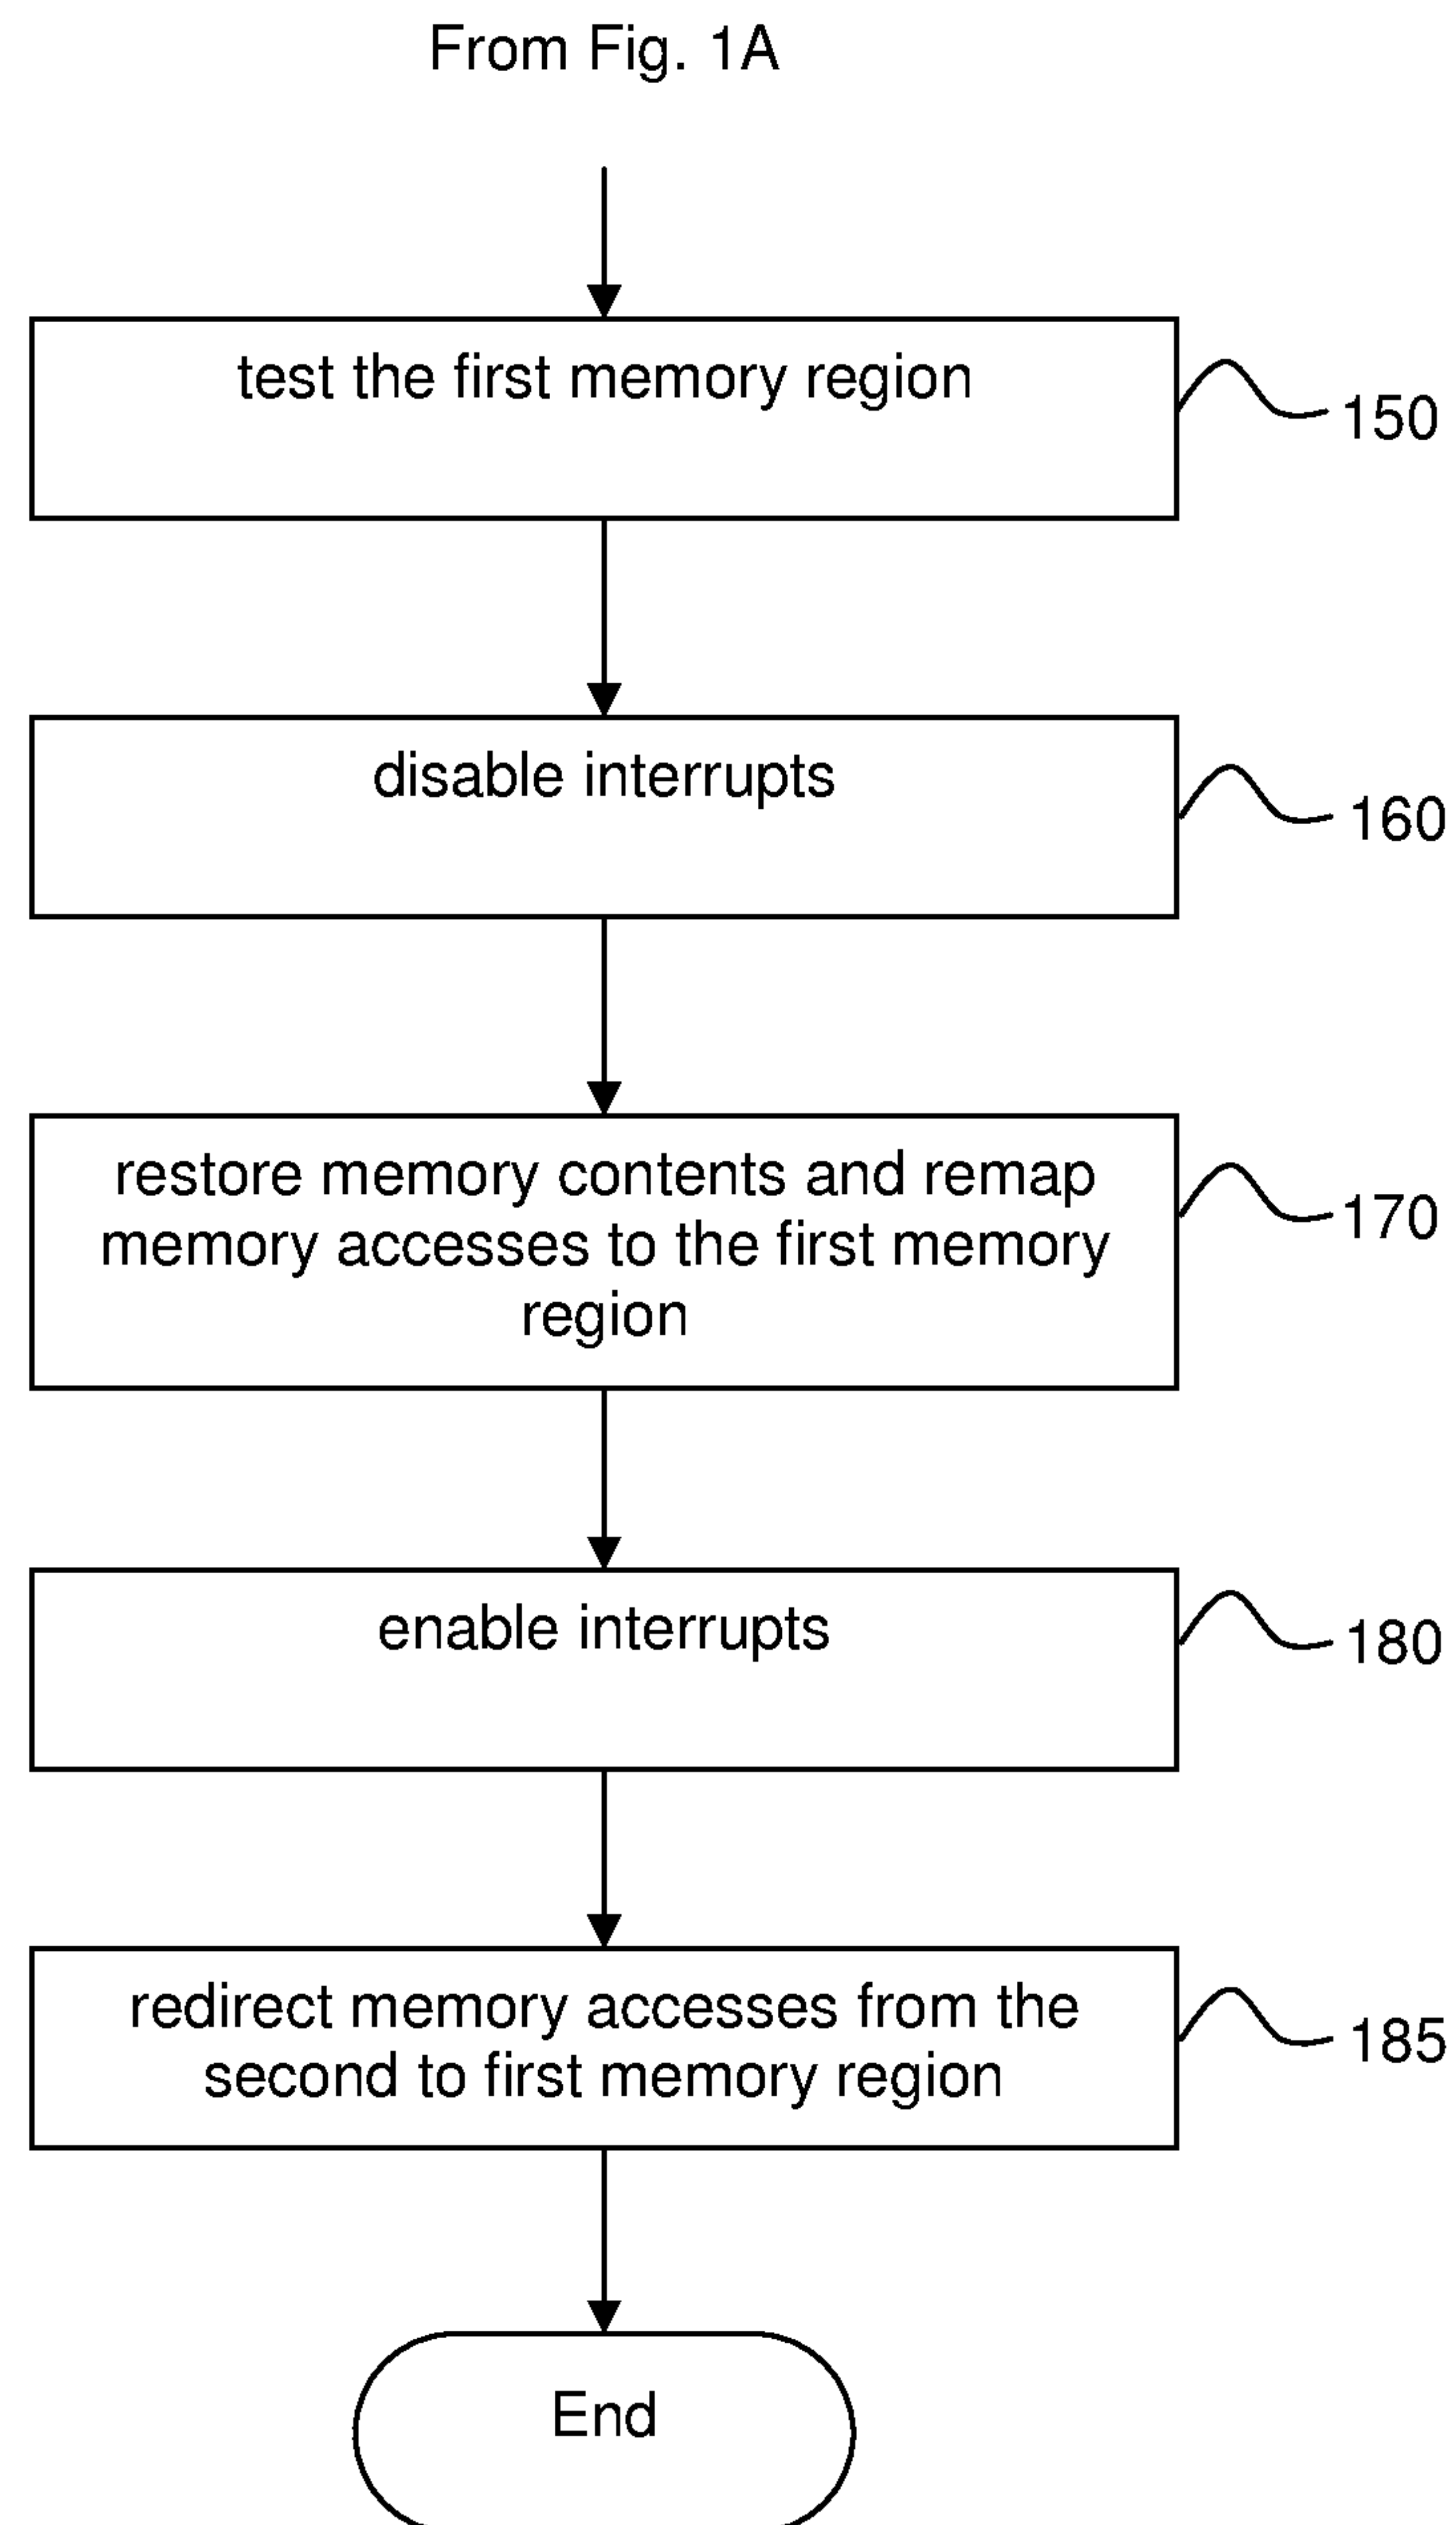 From Fig. 1A
test the first memory region
150
disable interrupts
160
restore memory contents and remap
memory accesses to the first memory
region
170
enable interrupts
180
redirect memory accesses from the
second to first memory region
185
End